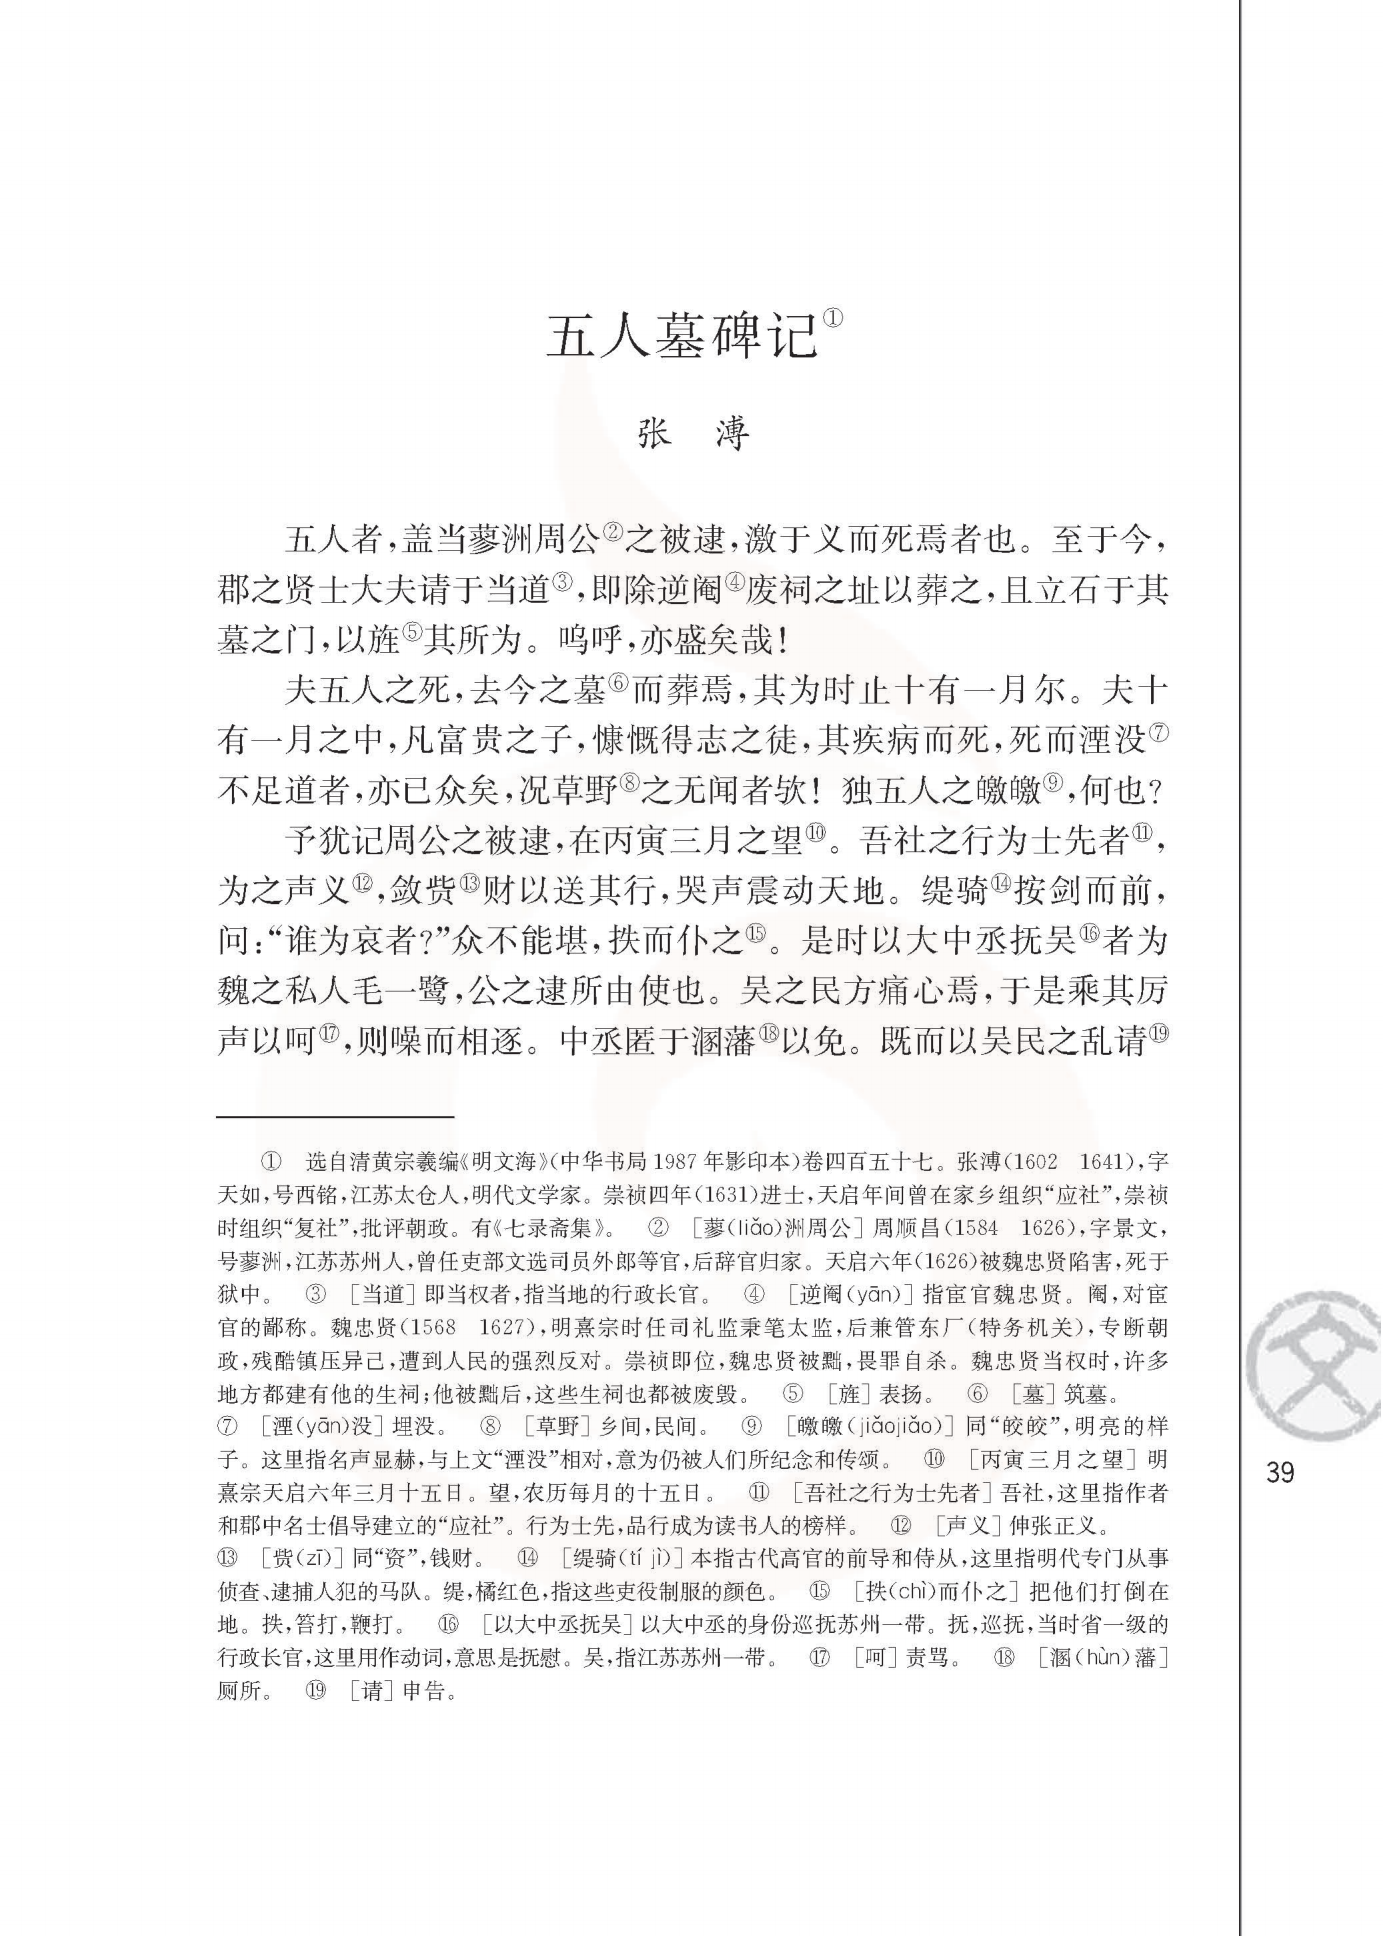 五人墓碑记①
张　溥
五人者,盖当蓼洲周公②之被逮,激于义而死焉者也。至于今,
郡之贤士大夫请于当道③,即除逆阉④废祠之址以葬之,且立石于其
墓之门,以旌⑤其所为。呜呼,亦盛矣哉!
夫五人之死,去今之墓⑥而葬焉,其为时止十有一月尔。夫十
有一月之中,凡富贵之子,慷慨得志之徒,其疾病而死,死而湮没⑦
不足道者,亦已众矣,况草野⑧之无闻者欤!独五人之皦皦⑨,何也?
予犹记周公之被逮,在丙寅三月之望⑩。吾社之行为士先者⑪,
为之声义⑫,敛赀⑬财以送其行,哭声震动天地。缇骑⑭按剑而前,
问:“谁为哀者?”众不能堪,抶而仆之⑮。是时以大中丞抚吴⑯者为
魏之私人毛一鹭,公之逮所由使也。吴之民方痛心焉,于是乘其厉
声以呵⑰,则噪而相逐。中丞匿于溷藩⑱以免。既而以吴民之乱请⑲
①　选自清黄宗羲编《明文海》(中华书局1987年影印本)卷四百五十七。张溥(1602　1641),字
天如,号西铭,江苏太仓人,明代文学家。崇祯四年(1631)进士,天启年间曾在家乡组织“应社”,崇祯
时组织“复社”,批评朝政。有《七录斋集》。　②　[蓼(liǎo)洲周公]周顺昌(1584　1626),字景文,
号蓼洲,江苏苏州人,曾任吏部文选司员外郎等官,后辞官归家。天启六年(1626)被魏忠贤陷害,死于
狱中。　③　[当道]即当权者,指当地的行政长官。　④　[逆阉(yān)]指宦官魏忠贤。阉,对宦
官的鄙称。魏忠贤(1568　1627),明熹宗时任司礼监秉笔太监,后兼管东厂(特务机关),专断朝
政,残酷镇压异己,遭到人民的强烈反对。崇祯即位,魏忠贤被黜,畏罪自杀。魏忠贤当权时,许多
地方都建有他的生祠;他被黜后,这些生祠也都被废毁。　⑤　[旌]表扬。　⑥　[墓]筑墓。
⑦　[湮(yān)没]埋没。　⑧　[草野]乡间,民间。　⑨　[皦皦(jiǎojiǎo)]同“皎皎”,明亮的样
子。这里指名声显赫,与上文“湮没”相对,意为仍被人们所纪念和传颂。　⑩　[丙寅三月之望]明
熹宗天启六年三月十五日。望,农历每月的十五日。　⑪　[吾社之行为士先者]吾社,这里指作者
和郡中名士倡导建立的“应社”。行为士先,品行成为读书人的榜样。　⑫　[声义]伸张正义。
⑬　[赀(zī)]同“资”,钱财。　⑭　[缇骑(tí jì)]本指古代高官的前导和侍从,这里指明代专门从事
侦查、逮捕人犯的马队。缇,橘红色,指这些吏役制服的颜色。　⑮　[抶(chì)而仆之]把他们打倒在
地。抶,笞打,鞭打。　⑯　[以大中丞抚吴]以大中丞的身份巡抚苏州一带。抚,巡抚,当时省一级的
行政长官,这里用作动词,意思是抚慰。吴,指江苏苏州一带。　⑰　[呵]责骂。　⑱　[溷(hùn)藩]
厕所。　⑲　[请]申告。
文
39